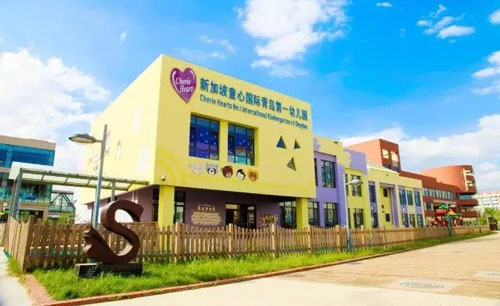 Cherie
Hearts
新加坡童心国际青岛第一幼儿园
Cherie Hearts No.1 International Kindergarten of Qingdao
S